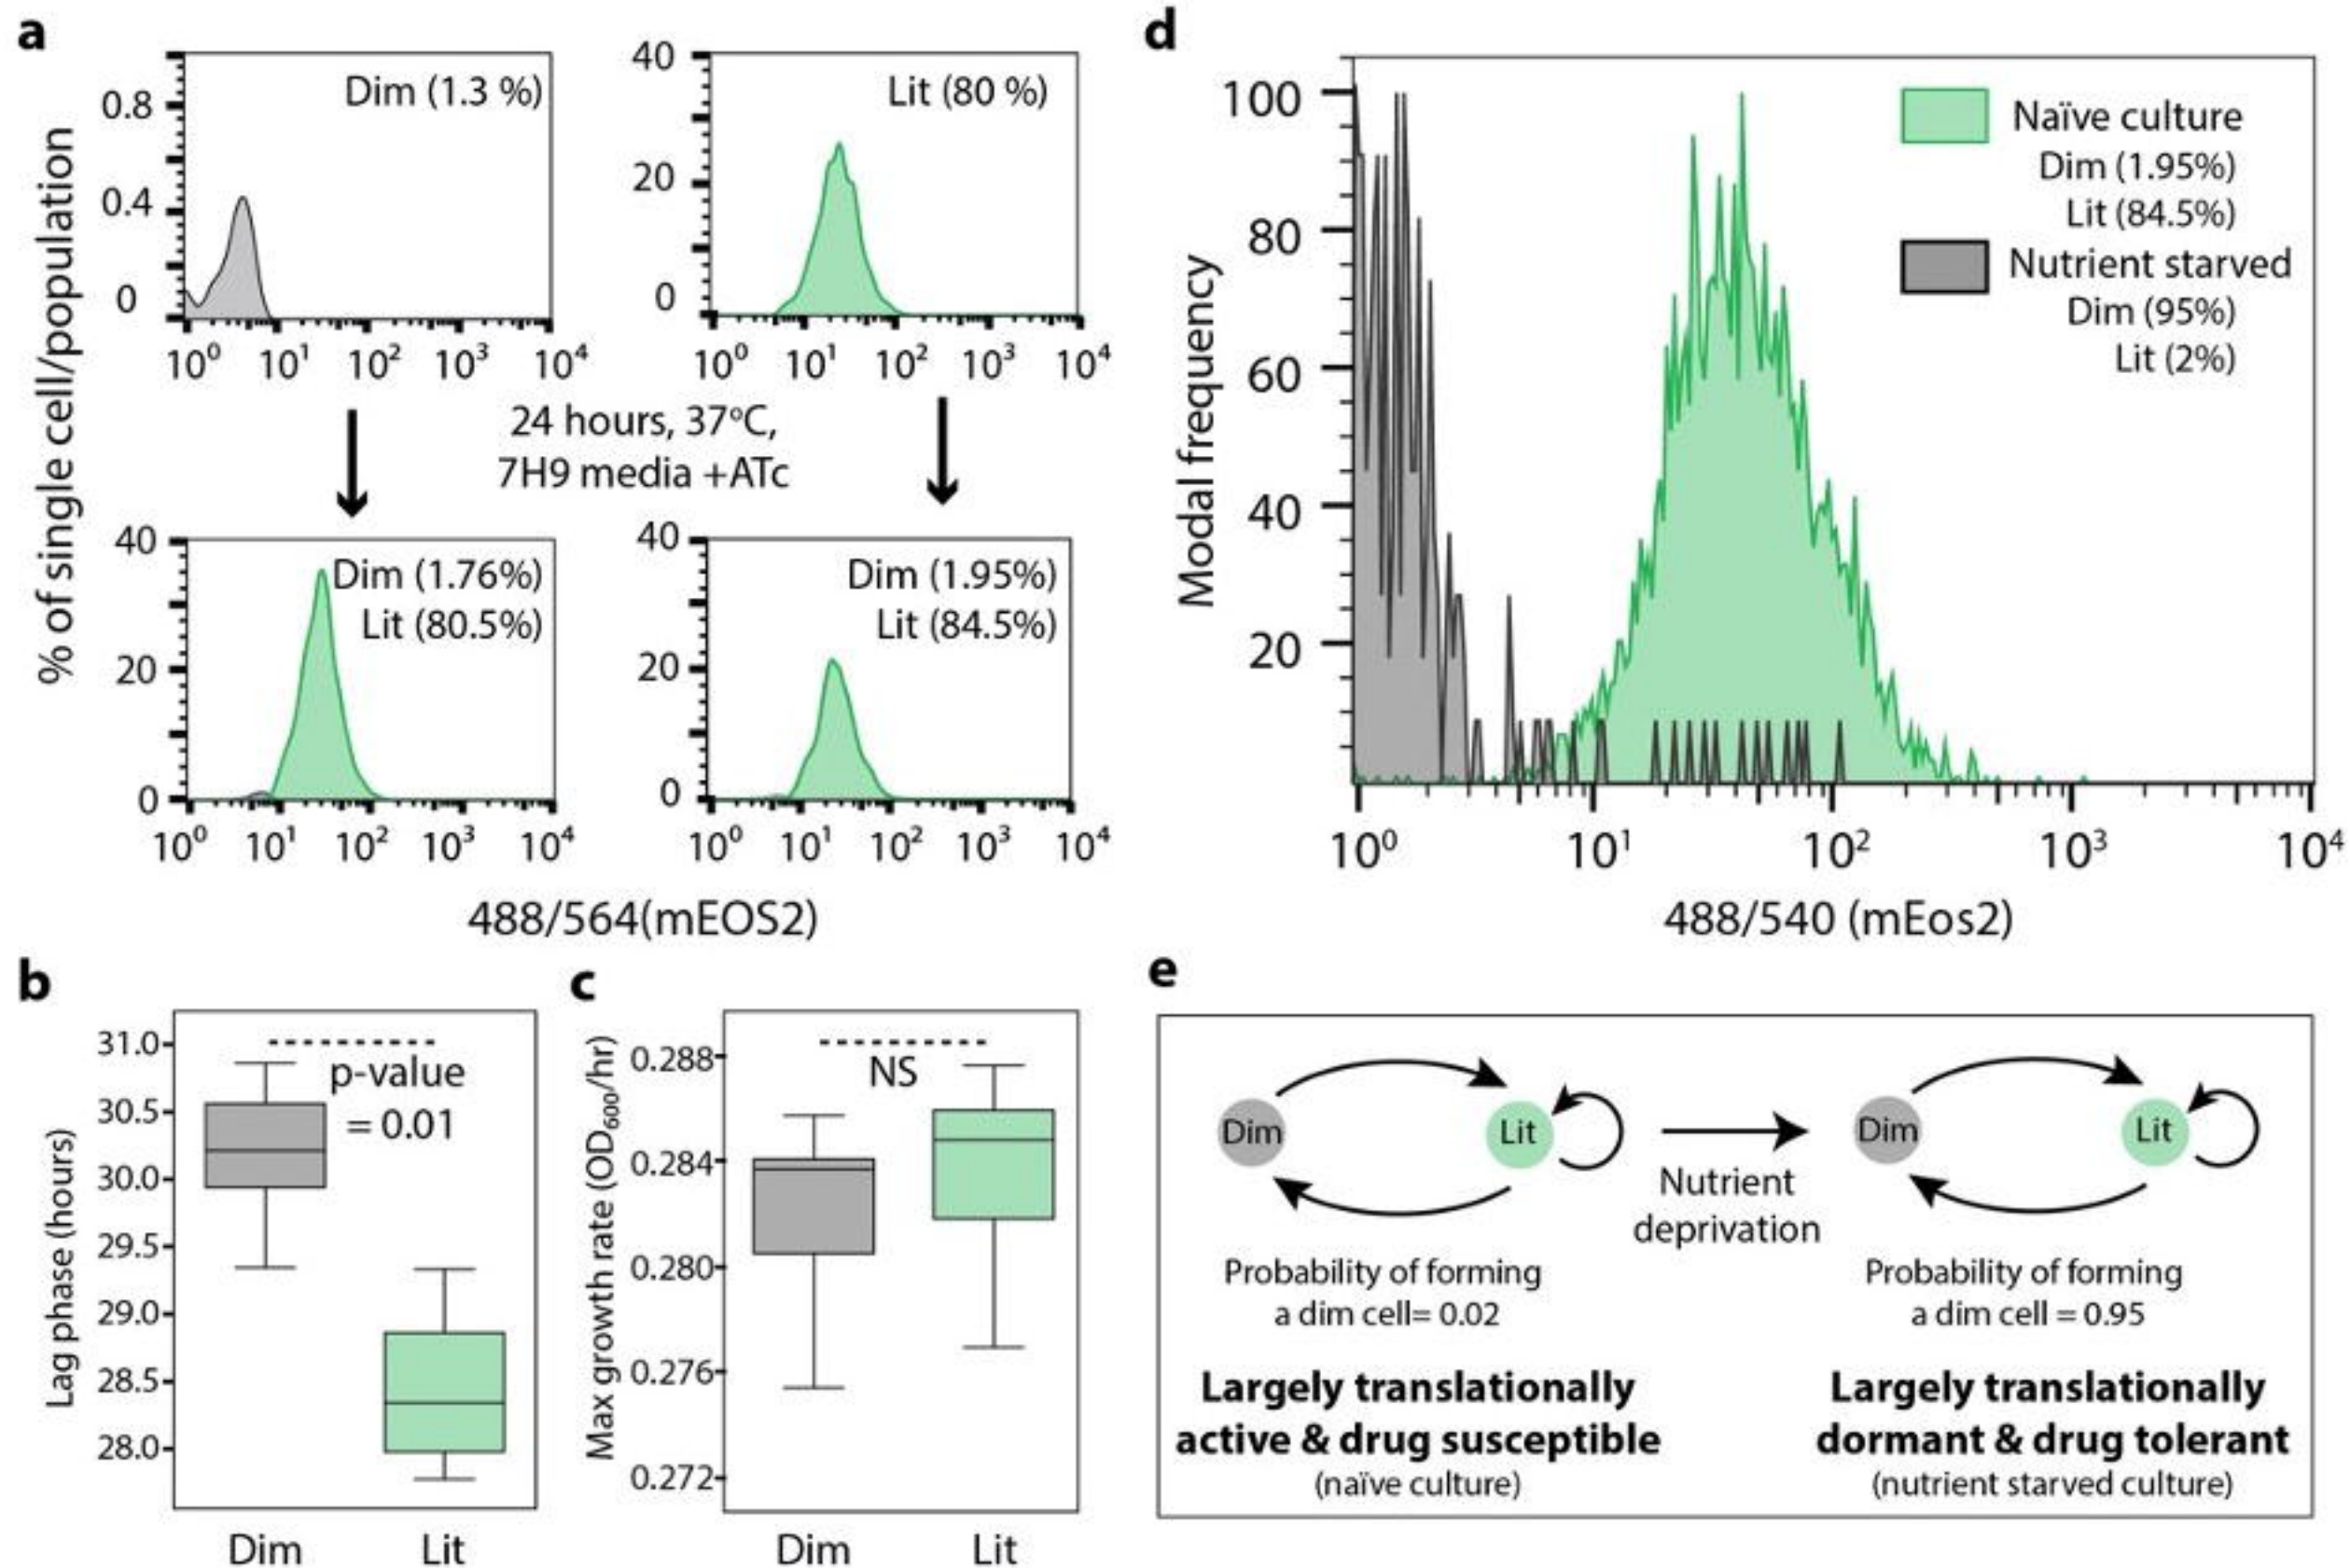 a
% of single cell/population
0.8
0.4
0
Dim (1.3 %)
10⁰ 10¹ 10² 10³ 10⁴
40
20
0
Lit (80 %)
10⁰ 10¹ 10² 10³ 10⁴
24 hours, 37°C,
7H9 media +ATc
40
20
0
Dim (1.76%)
Lit (80.5%)
10⁰ 10¹ 10² 10³ 10⁴
40
20
0
Dim (1.95%)
Lit (84.5%)
10⁰ 10¹ 10² 10³ 10⁴
488/564(mEOS2)
d
Modal frequency
100
80
60
40
20
Naïve culture
Dim (1.95%)
Lit (84.5%)
Nutrient starved
Dim (95%)
Lit (2%)
10⁰ 10¹ 10² 10³ 10⁴
488/540 (mEos2)
b
Lag phase (hours)
31.0
30.5
30.0
29.5
29.0
28.5
28.0
p-value
= 0.01
Dim Lit
c
Max growth rate (OD₆₀₀/hr)
0.288
0.284
0.280
0.276
0.272
NS
Dim Lit
e
Dim Lit
Probability of forming
a dim cell= 0.02
Largely translationally
active & drug susceptible
(naïve culture)
Nutrient
deprivation
Dim Lit
Probability of forming
a dim cell = 0.95
Largely translationally
dormant & drug tolerant
(nutrient starved culture)